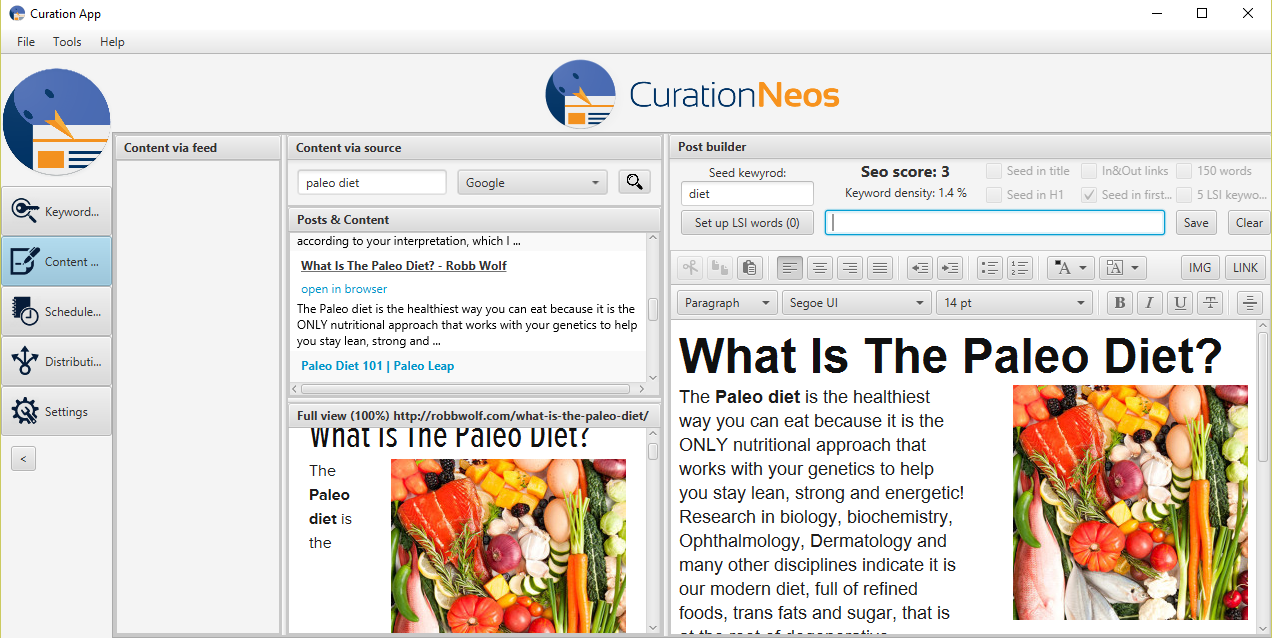 Curation App
File Tools Help
CurationNeos
Keyword...
Content ...
Schedule...
Distributi...
Settings
<
Content via feed
Content via source
paleo diet Google
Posts & Content
according to your interpretation, which I ...
What Is The Paleo Diet? - Robb Wolf
open in browser
The Paleo diet is the healthiest way you can eat because it is the
ONLY nutritional approach that works with your genetics to help
you stay lean, strong and ...
Paleo Diet 101 | Paleo Leap
Full view (100%) http://robbwolf.com/what-is-the-paleo-diet/
What Is The Paleo Diet?
The
Paleo
diet is
the
Post builder
Seed kewyrod: Seo score: 3 Seed in title In&Out links 150 words
diet Keyword density: 1.4 % Seed in H1 Seed in first... 5 LSI keywo...
Set up LSI words (0) Save Clear
A A IMG LINK
Paragraph Segoe UI 14 pt B I U T
What Is The Paleo Diet?
The Paleo diet is the healthiest
way you can eat because it is the
ONLY nutritional approach that
works with your genetics to help
you stay lean, strong and energetic!
Research in biology, biochemistry,
Ophthalmology, Dermatology and
many other disciplines indicate it is
our modern diet, full of refined
foods, trans fats and sugar, that is
at the root of degenerative